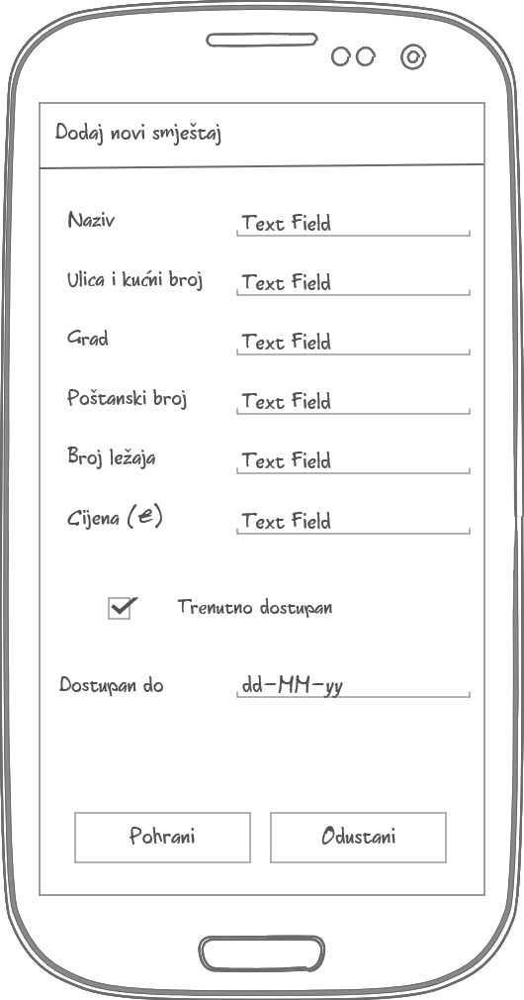 Dodaj novi smještaj
Naziv Text Field
Ulica i kućni broj Text Field
Grad Text Field
Poštanski broj Text Field
Broj ležaja Text Field
Cijena (€) Text Field
Trenutno dostupan
Dostupan do dd-MM-yy
Pohrani Odustani